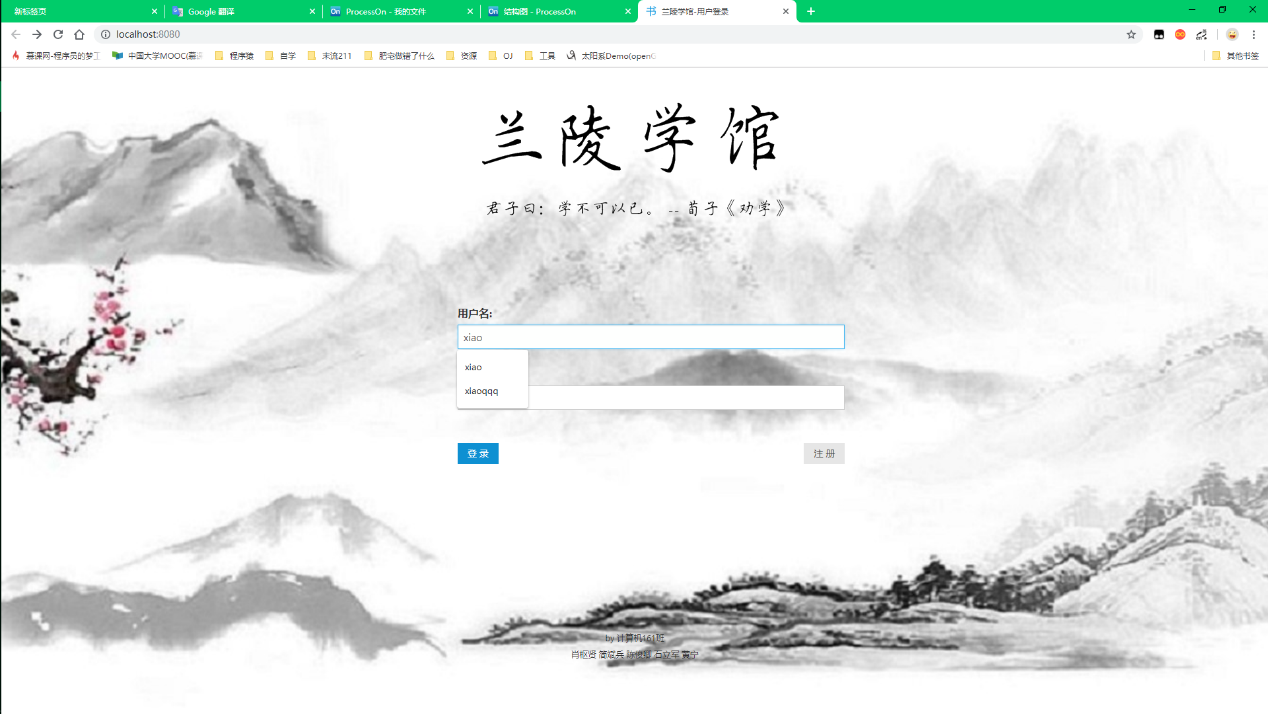 新标签页
Google 翻译
ProcessOn - 我的文件
结构图 - ProcessOn
兰陵学馆-用户登录
localhost:8080
慕课网-程序员的梦工
中国大学MOOC(慕课
程序猿
自学
末流211
肥宅做错了什么
资源
OJ
工具
太阳系Demo(openG
其他书签
兰陵学馆
君子曰：学不可以已。 -- 荀子《劝学》
用户名:
xiao
xiao
xiaoqqq
登 录
注 册
by 计算机161班